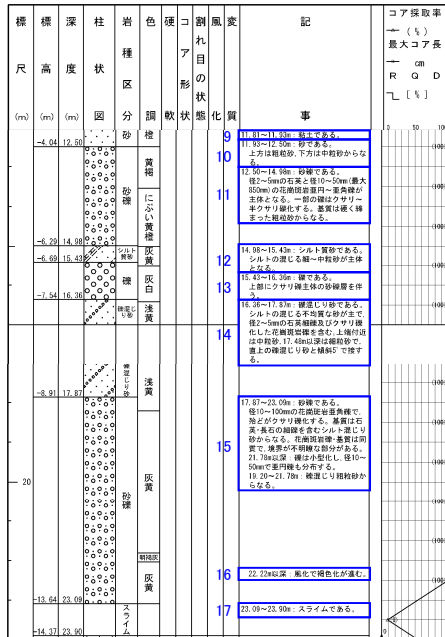 標尺
(m)
標高
(m)
深度
(m)
柱状図
岩種区分
色調
硬軟
コア形状
割れ目の状態
風化
変質
記事
コア採取率
(%)
最大コア長
cm
R Q D
[%]
0 50 100
砂
橙
9
11.81～11.93m：粘土である。
-4.04 12.50
10
11.93～12.50m：砂である。
上方は粗粒砂、下方は中粒砂からなる。
砂礫
黄褐
にぶい黄橙
11
12.50～14.98m：砂礫である。
径2～5mmの石英と径10～50mm(最大
850mm)の花崗斑岩亜円～亜角礫が
主体となる。一部の礫はクサリ～
半クサリ礫化する。基質は硬く締
まった粗粒砂からなる。
-6.29 14.98
シルト質砂
灰黄
12
14.98～15.43m：シルト質砂である。
シルトの混じる細～中粒砂が主体
となる。
-6.69 15.43
礫
灰白
13
15.43～16.36m：礫である。
上部にクサリ礫主体の砂礫層を伴
う。
-7.54 16.36
礫混じり砂
浅黄
14
16.36～17.87m：礫混じり砂である。
シルトの混じる不均質な砂が主で、
径2～5mmの石英細礫及びクサリ礫
化した花崗斑岩礫を含む。上端付近
は中粒砂、17.48m以深は細粒砂で、
直上の礫混じり砂と傾斜5°で接す
る。
礫混じり砂
浅黄
-8.91 17.87
15
17.87～23.09m：砂礫である。
径10～100mmの花崗斑岩亜角礫で、
殆どがクサリ礫化する。基質は石
英・長石の細礫を含むシルト混じり
砂からなる。花崗斑岩礫・基質は同
質で、境界が不明瞭な部分がある。
21.78m以深：礫は小型化し、径10～
50mmで亜円礫も分布する。
19.20～21.78m：礫混じり粗粒砂か
らなる。
20
砂礫
灰黄
明褐灰
灰黄
16
22.22m以深：風化で褐色化が進む。
-13.64 23.09
スライム
17
23.09～23.90m：スライムである。
-14.37 23.90